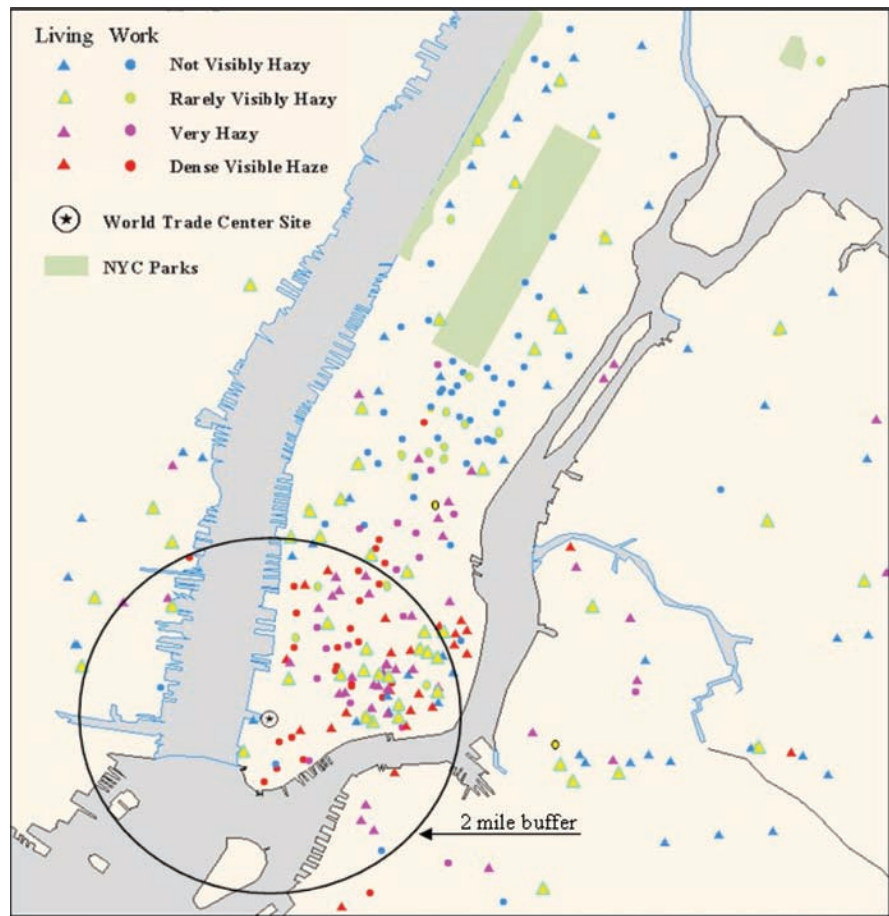 Living Work
Not Visibly Hazy
Rarely Visibly Hazy
Very Hazy
Dense Visible Haze
World Trade Center Site
NYC Parks
2 mile buffer